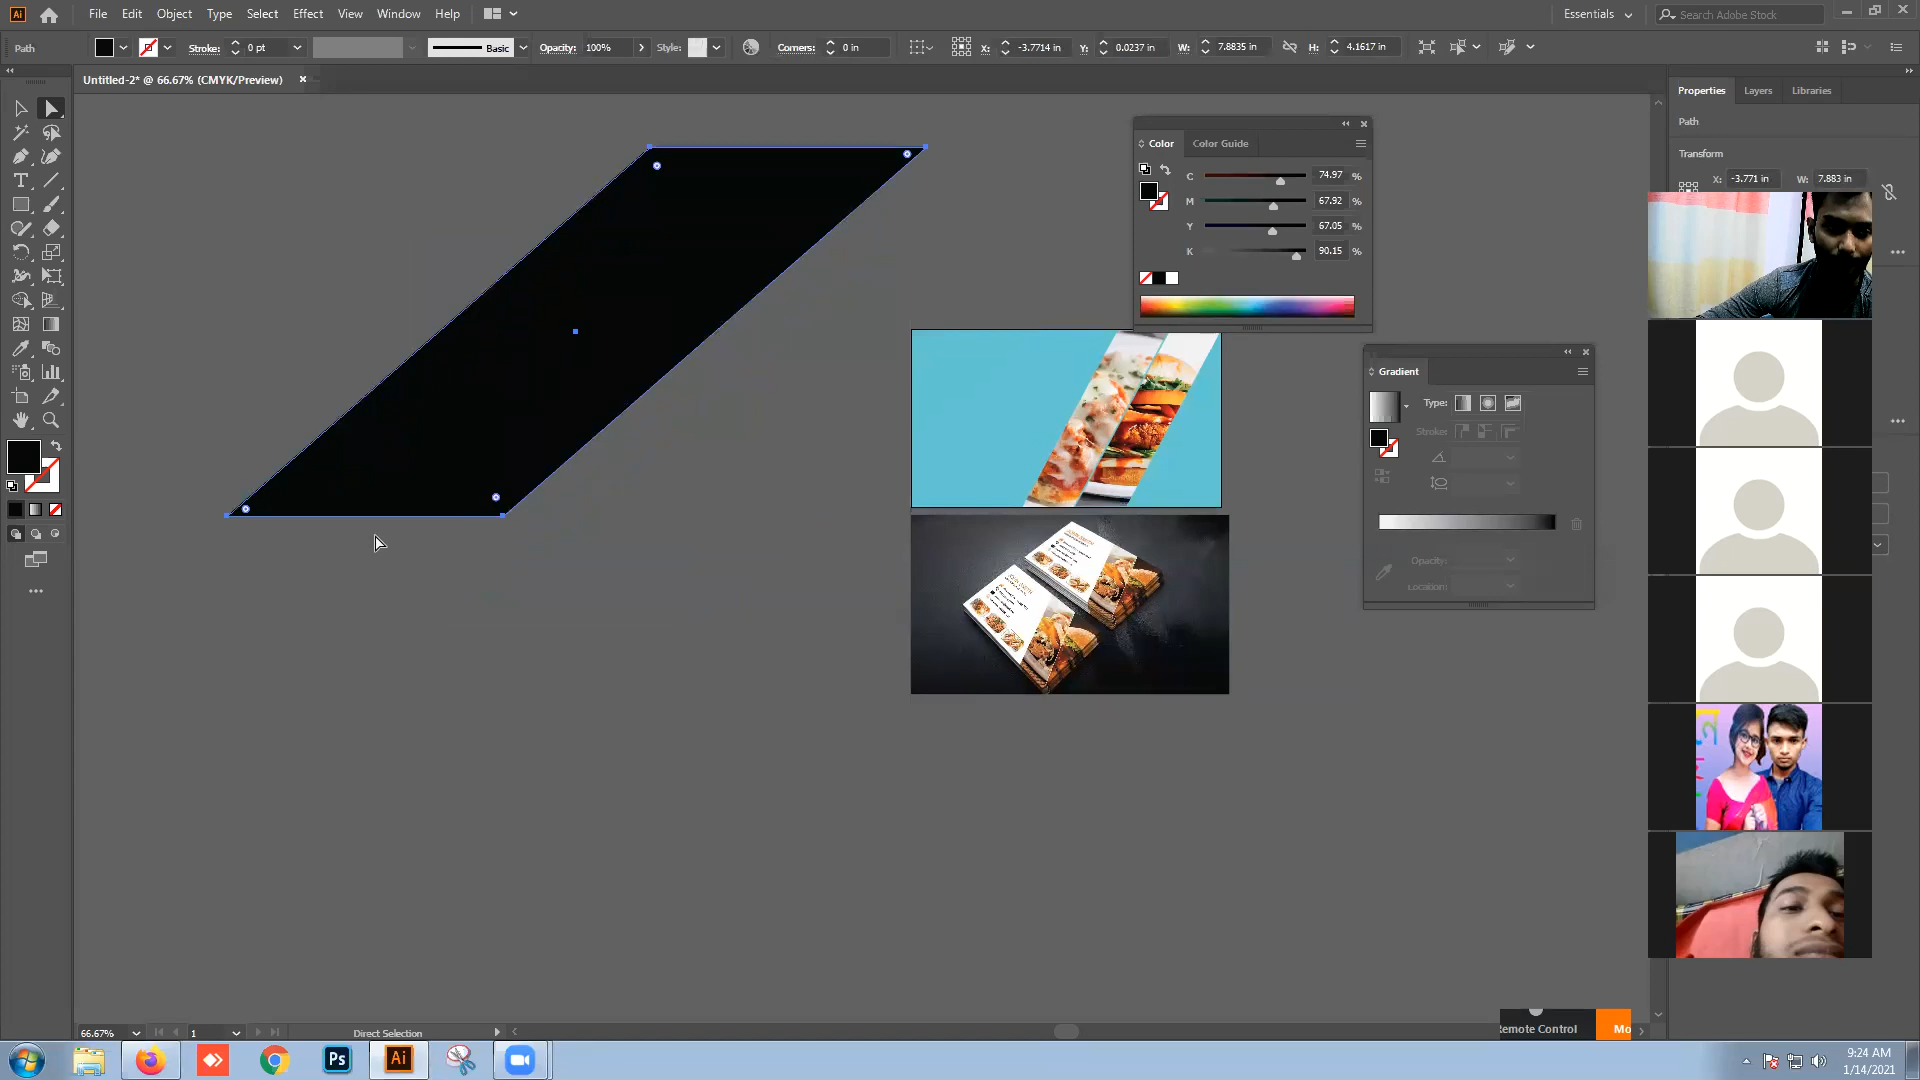 Ai File Edit Object Type Select Effect View Window Help Essentials Search Adobe Stock
Path Stroke: 0 pt Basic Opacity: 100% Style: Corners: 0 in X: -3.7714 in Y: 0.0237 in W: 7.8835 in H: 4.1617 in
Untitled-2* @ 66.67% (CMYK/Preview)
Properties Layers Libraries
Path
Transform
X: -3.771 in W: 7.883 in
Color Color Guide
C 74.97 %
M 67.92 %
Y 67.05 %
K 90.15 %
Gradient
Type:
Stroke:
Opacity:
Location:
66.67% 1 Direct Selection
Remote Control Mo
Ps Ai
9:24 AM
1/14/2021